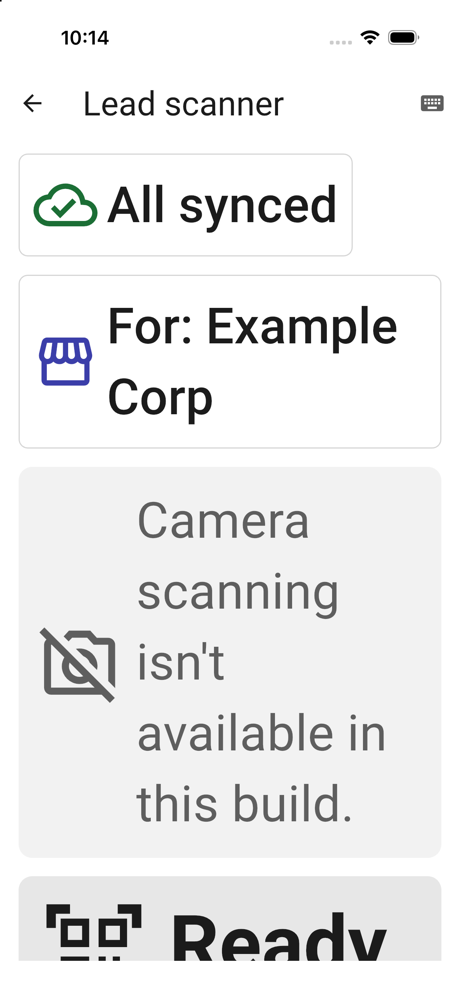 10:14
Lead scanner
All synced
For: Example
Corp
Camera
scanning
isn't
available in
this build.
Ready